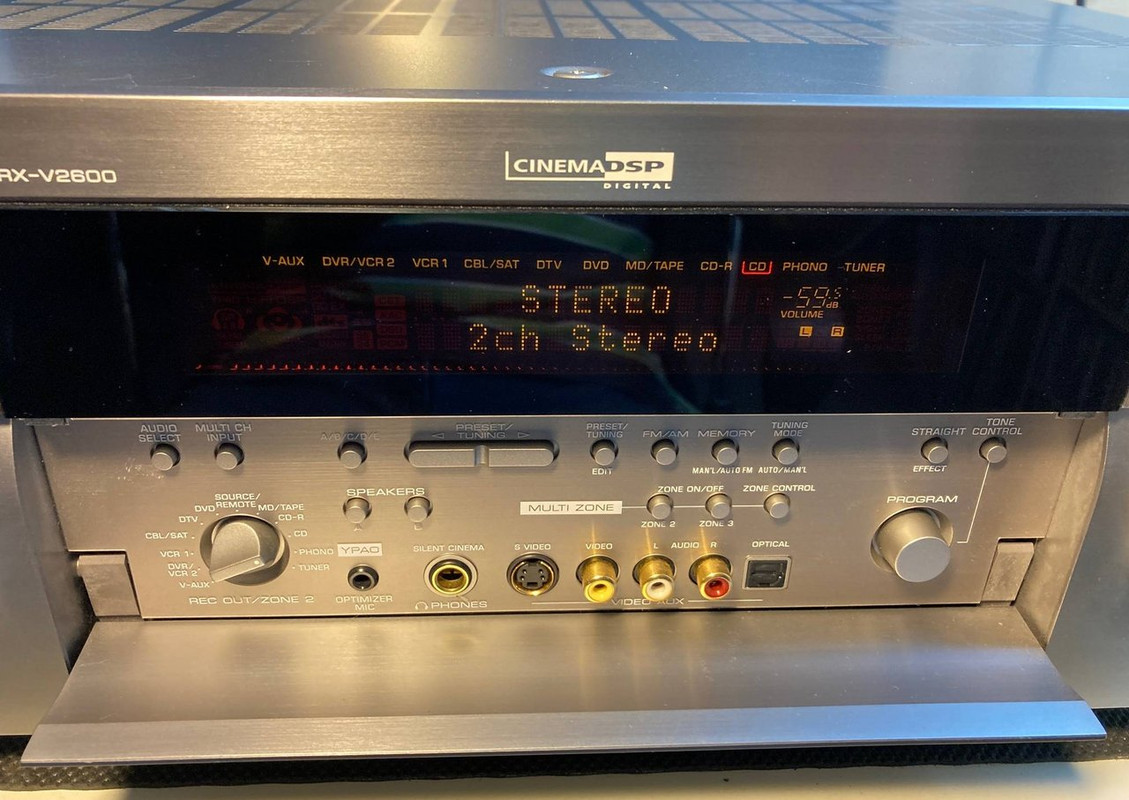 RX-V2600
CINEMA DSP
DIGITAL
V-AUX DVR/VCR 2 VCR 1 CBL/SAT DTV DVD MD/TAPE CD-R CD PHONO TUNER
STEREO
-59.5 dB
VOLUME
2ch Stereo
L R
AUDIO SELECT
MULTI CH INPUT
A/B/C/D/E
PRESET/
TUNING
PRESET/
TUNING
EDIT
FM/AM
MEMORY
MAN'L/AUTO FM
TUNING
MODE
AUTO/MAN'L
STRAIGHT
EFFECT
TONE
CONTROL
SOURCE/
REMOTE
DVD
MD/TAPE
DTV
CD-R
CBL/SAT
CD
VCR 1
PHONO
DVR/
VCR 2
TUNER
V-AUX
REC OUT/ZONE 2
SPEAKERS
YPAO
OPTIMIZER
MIC
SILENT CINEMA
PHONES
MULTI ZONE
ZONE ON/OFF
ZONE 2
ZONE 3
ZONE CONTROL
S VIDEO
VIDEO
L AUDIO R
OPTICAL
VIDEO AUX
PROGRAM